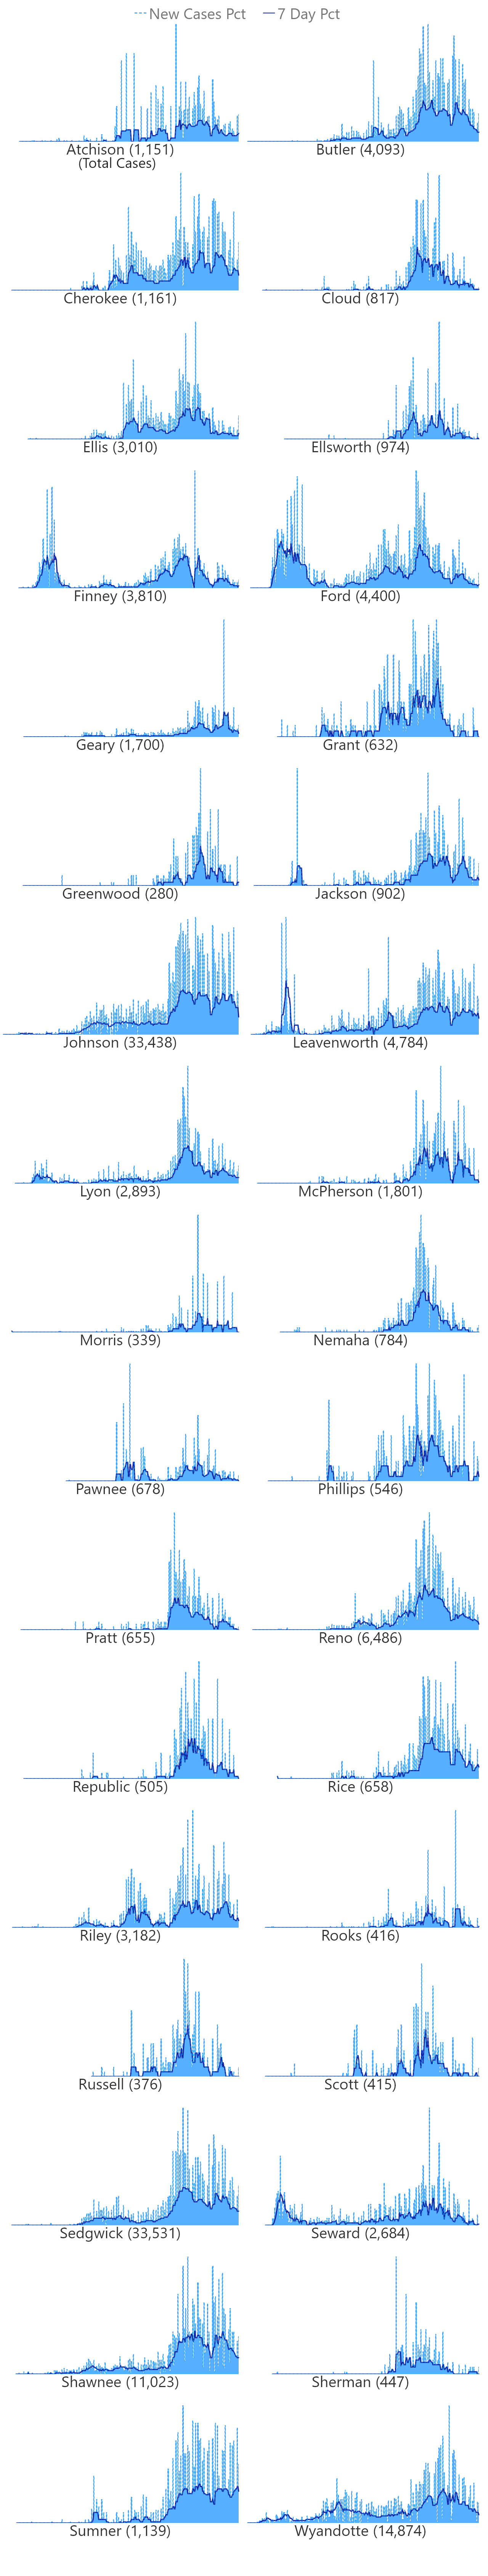 New Cases Pct 7 Day Pct
Atchison (1,151) Butler (4,093)
(Total Cases)
Cherokee (1,161) Cloud (817)
Ellis (3,010) Ellsworth (974)
Finney (3,810) Ford (4,400)
Geary (1,700) Grant (632)
Greenwood (280) Jackson (902)
Johnson (33,438) Leavenworth (4,784)
Lyon (2,893) McPherson (1,801)
Morris (339) Nemaha (784)
Pawnee (678) Phillips (546)
Pratt (655) Reno (6,486)
Republic (505) Rice (658)
Riley (3,182) Rooks (416)
Russell (376) Scott (415)
Sedgwick (33,531) Seward (2,684)
Shawnee (11,023) Sherman (447)
Sumner (1,139) Wyandotte (14,874)